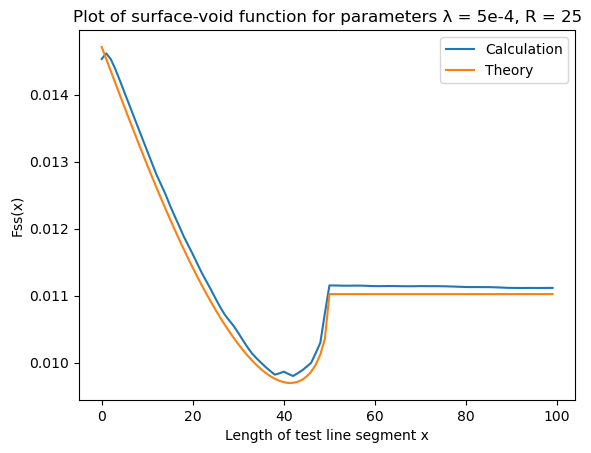 Plot of surface-void function for parameters λ = 5e-4, R = 25
Calculation
Theory
0.014
0.013
0.012
0.011
0.010
Fss(x)
0
20
40
60
80
100
Length of test line segment x